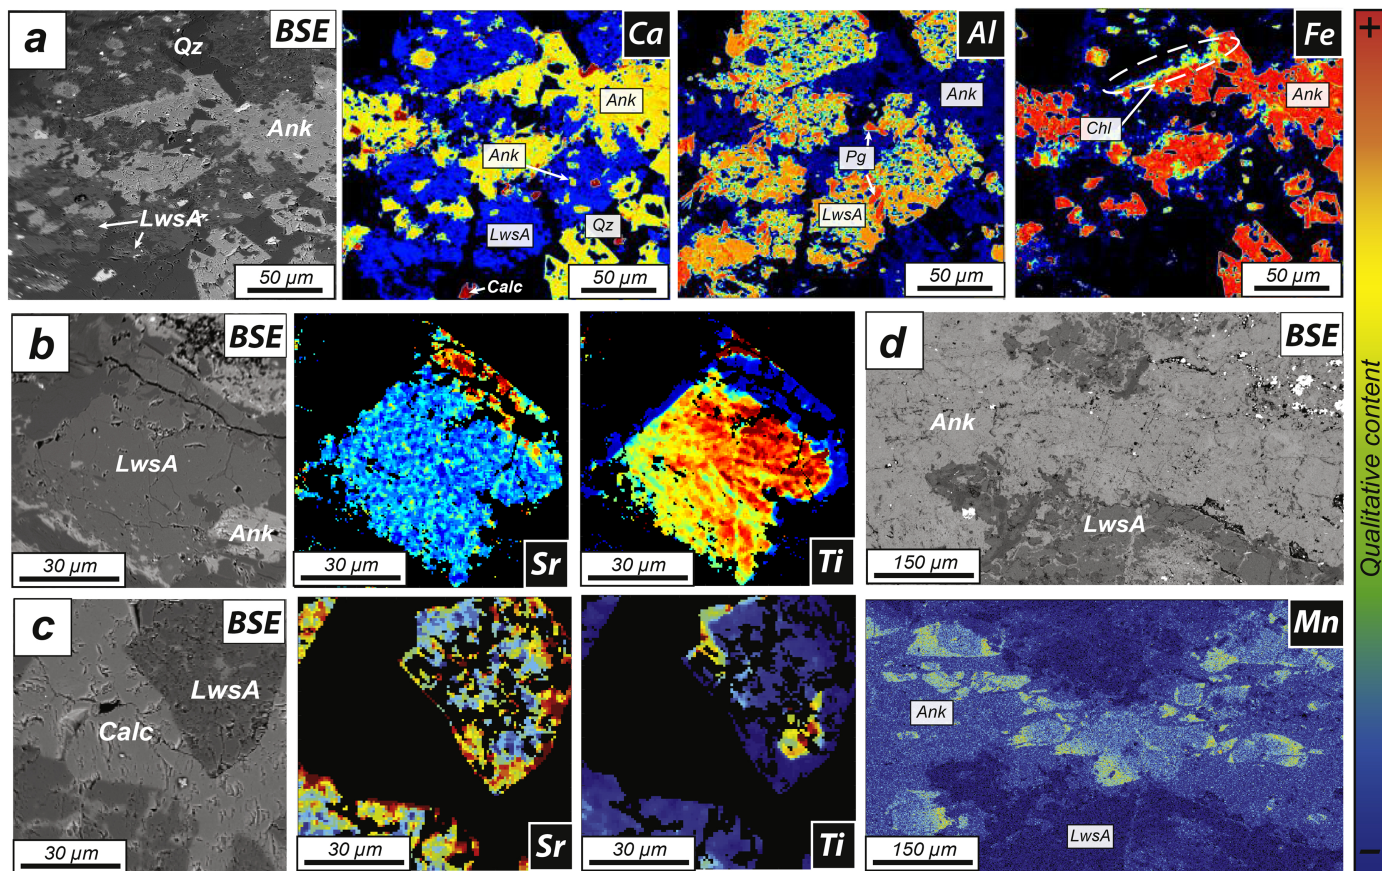 a
BSE
Qz
Ank
LwsA
50 µm
Ca
Ank
Ank
LwsA
Qz
Calc
50 µm
Al
Ank
Pg
LwsA
50 µm
Fe
Ank
Chl
50 µm
+
Qualitative content
−
b
BSE
LwsA
Ank
30 µm
30 µm
Sr
30 µm
Ti
d
BSE
Ank
LwsA
150 µm
c
BSE
LwsA
Calc
30 µm
30 µm
Sr
30 µm
Ti
Mn
Ank
LwsA
150 µm